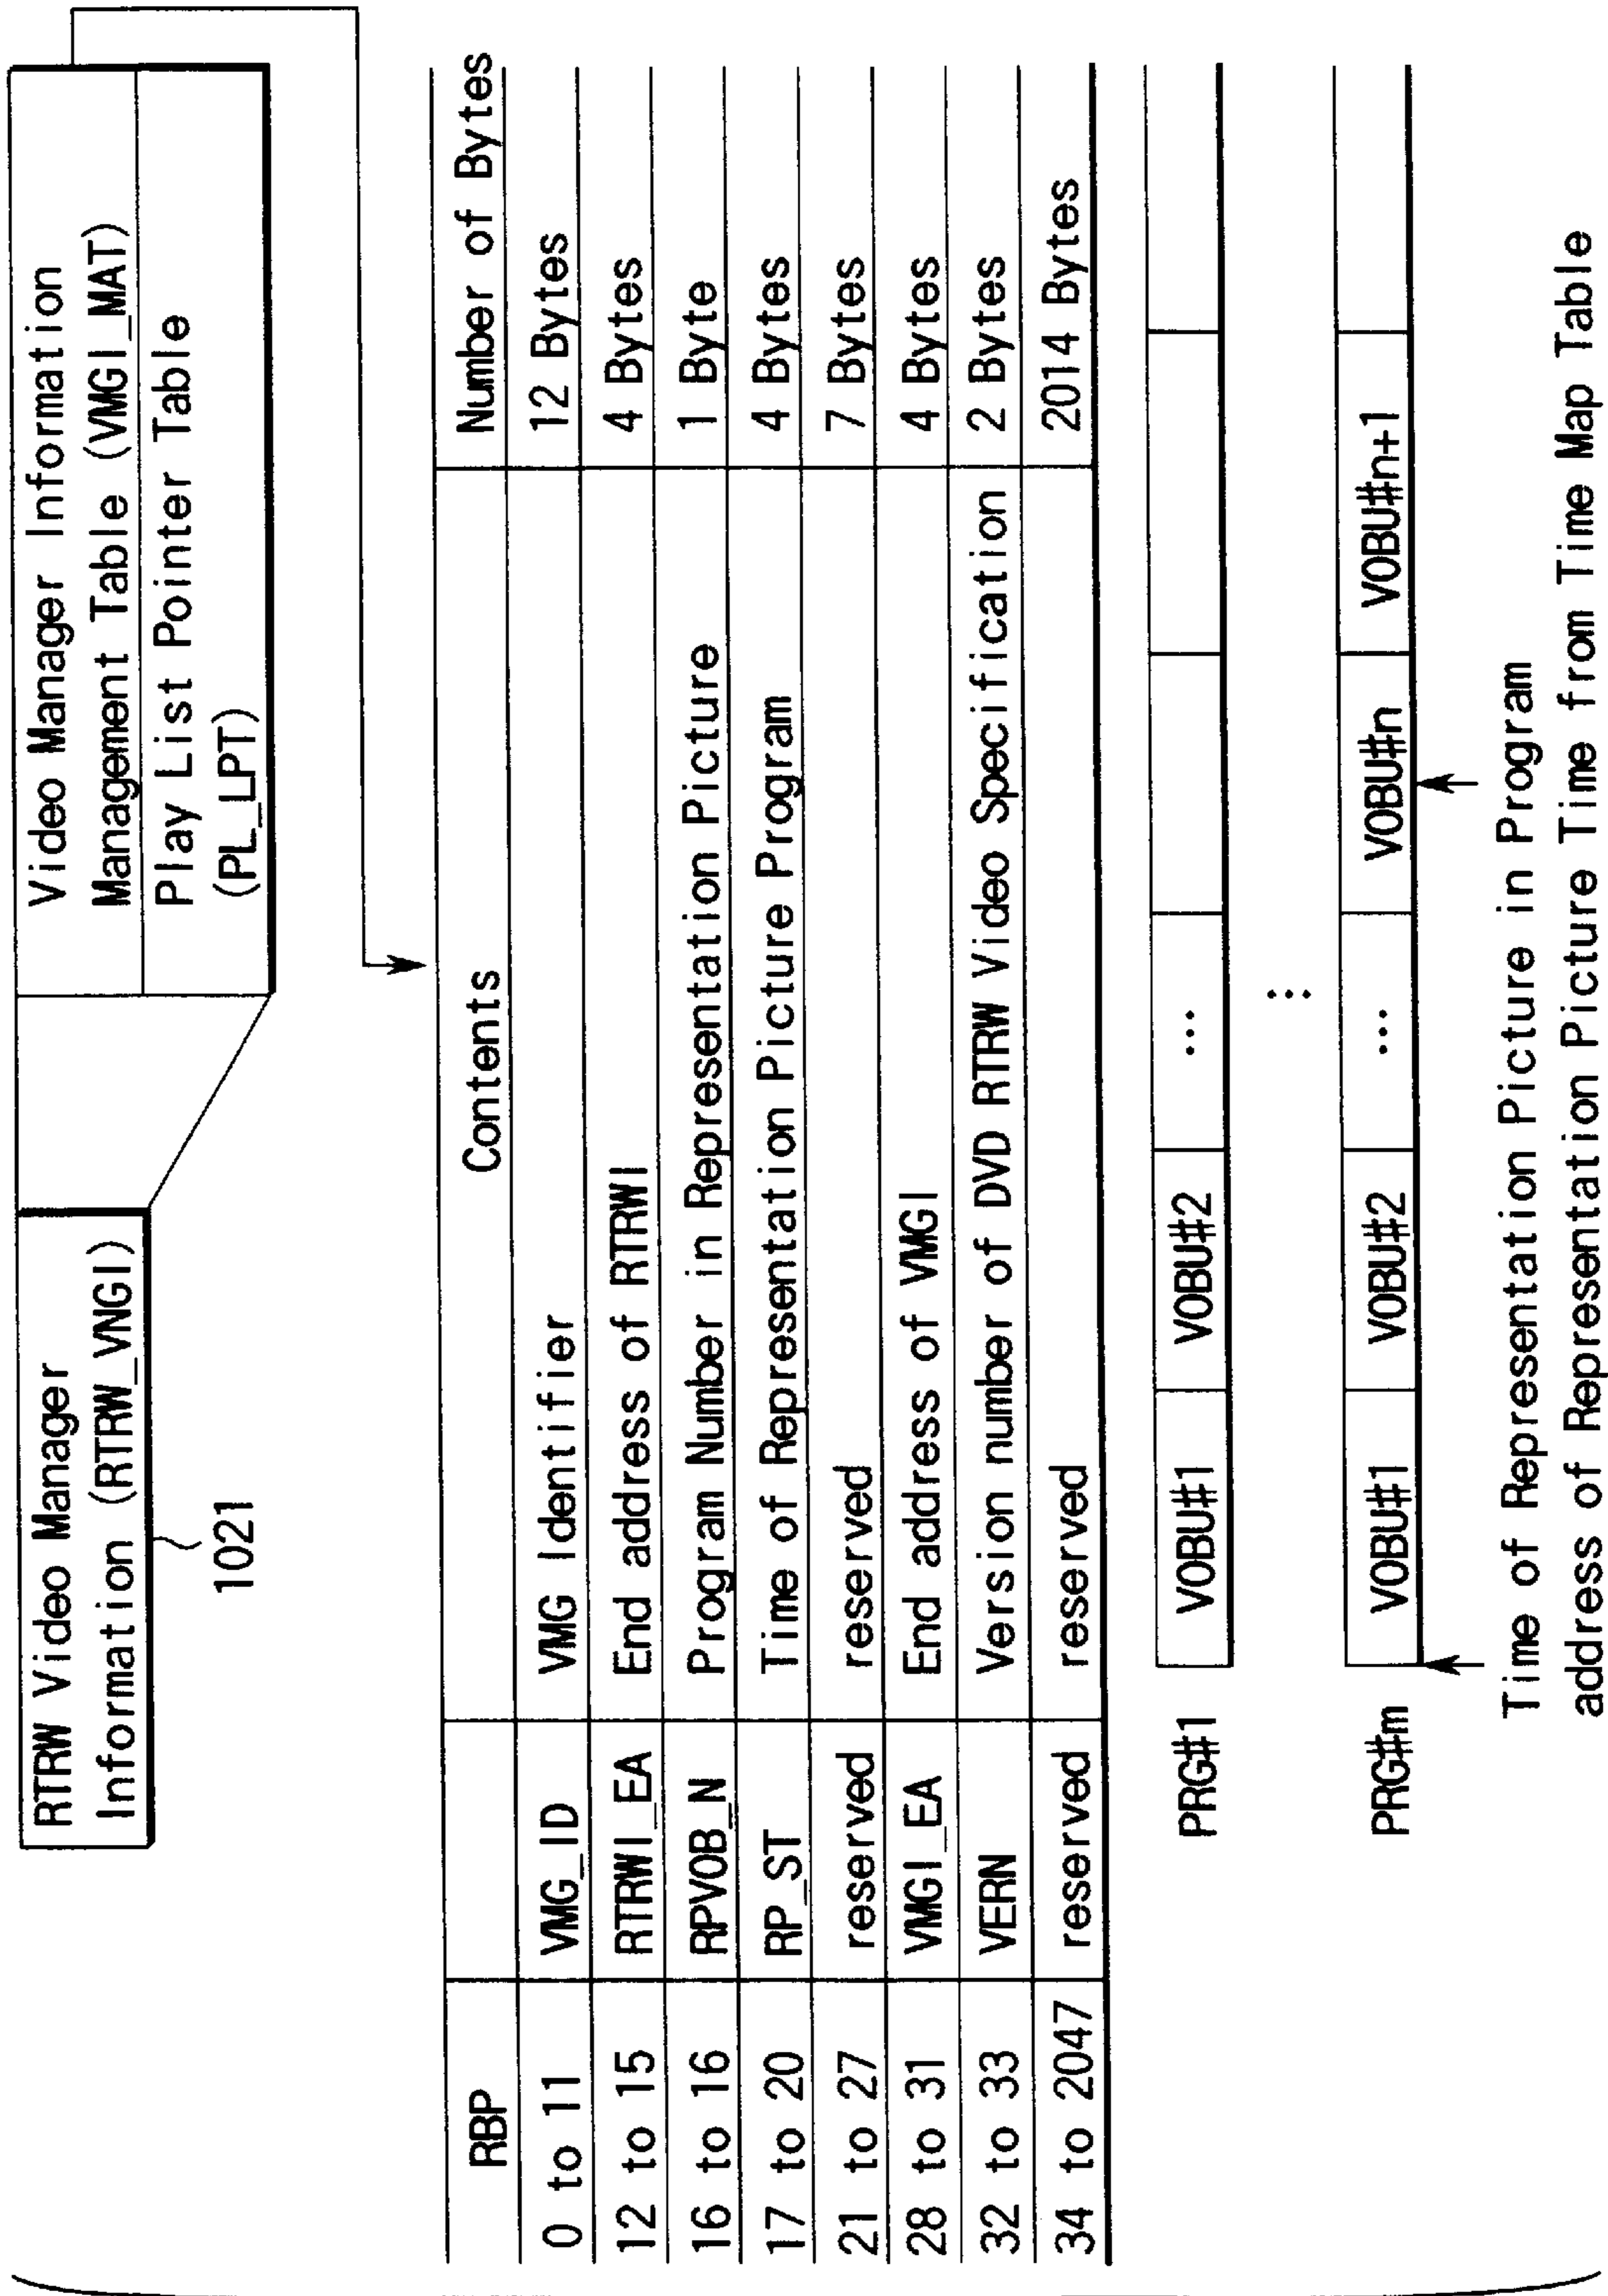 RTRW Video Manager
Information (RTRW_VNGI)
1021
Video Manager Information
Management Table (VMGI_MAT)
Play List Pointer Table
(PL_LPT)
RBP Contents Number of Bytes
0 to 11 VMG_ID VMG Identifier 12 Bytes
12 to 15 RTRWI_EA End address of RTRWI 4 Bytes
16 to 16 RPVOB_N Program Number in Representation Picture 1 Byte
17 to 20 RP_ST Time of Representation Picture Program 4 Bytes
21 to 27 reserved reserved 7 Bytes
28 to 31 VMGI_EA End address of VMGI 4 Bytes
32 to 33 VERN Version number of DVD RTRW Video Specification 2 Bytes
34 to 2047 reserved reserved 2014 Bytes
PRG#1 VOBU#1 VOBU#2 ...
⋮
PRG#m VOBU#1 VOBU#2 ... VOBU#n VOBU#n+1
Time of Representation Picture in Program
address of Representation Picture Time from Time Map Table